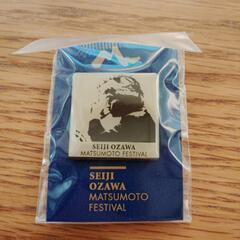 SEIJI OZAWA
MATSUMOTO FESTIVAL
SEIJI
OZAWA
MATSUMOTO
FESTIVAL